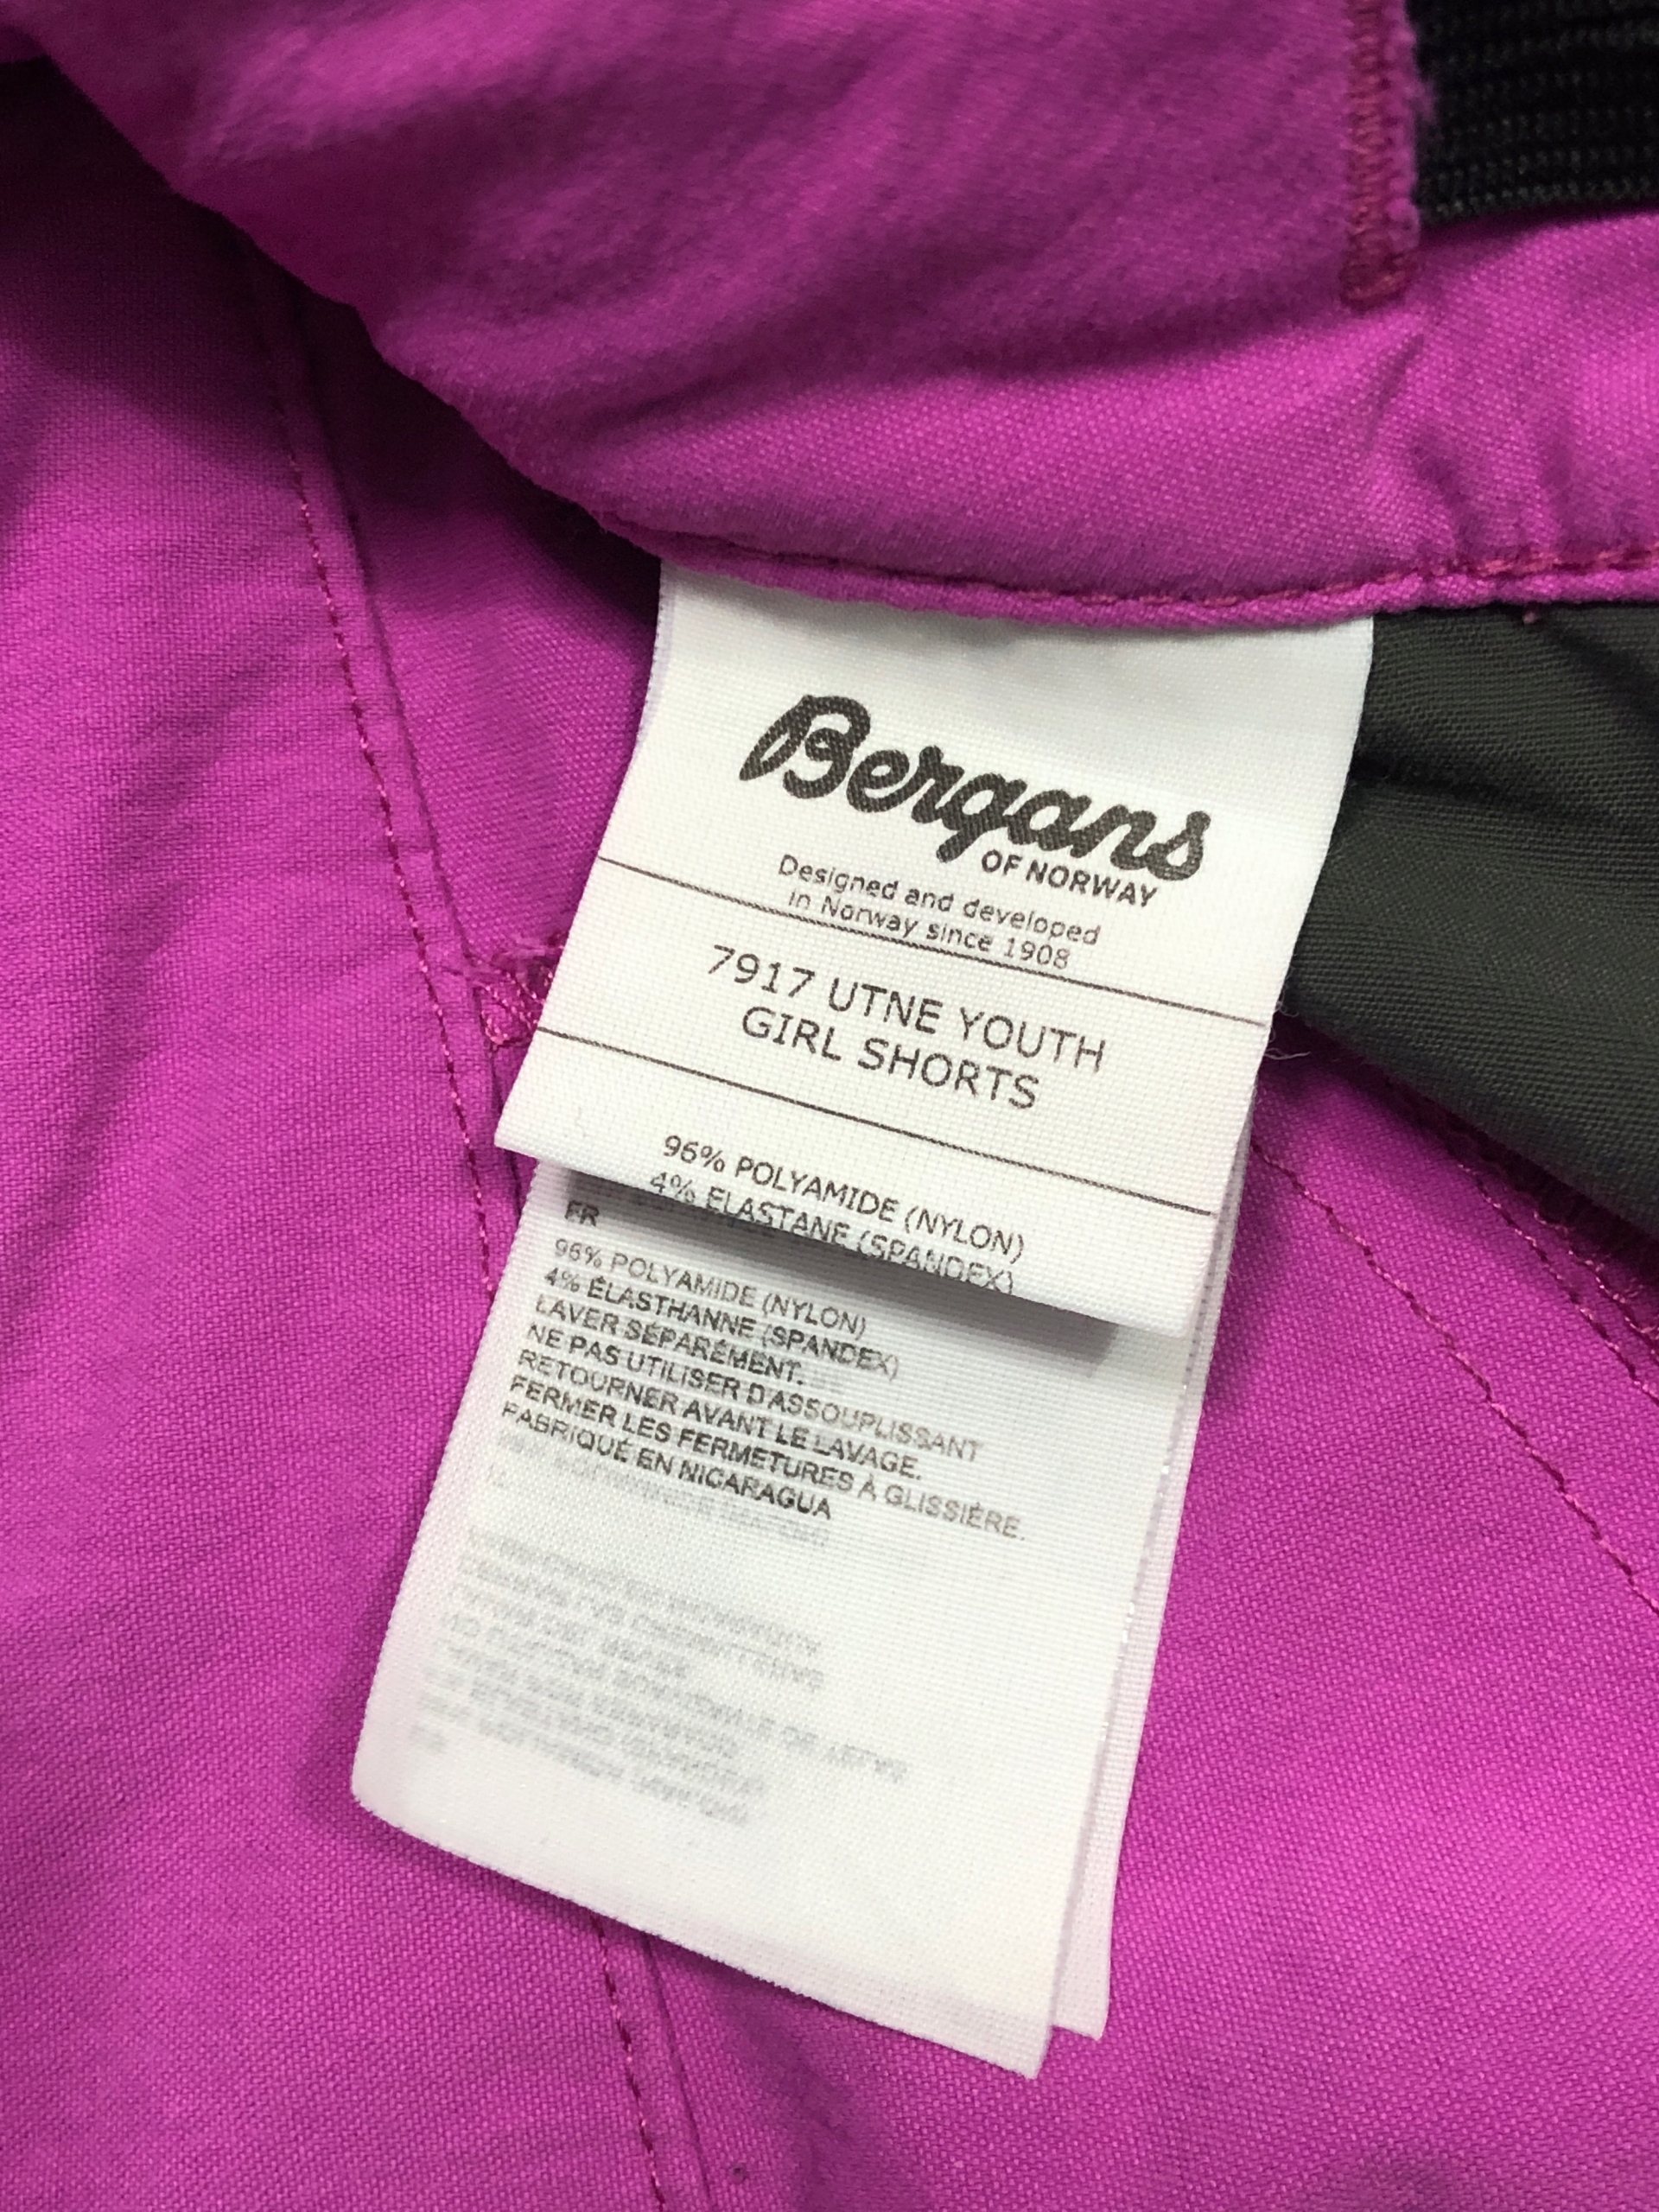 Bergans
OF NORWAY
Designed and developed
in Norway since 1908
7917 UTNE YOUTH
GIRL SHORTS
96% POLYAMIDE (NYLON)
4% ELASTANE (SPANDEX)
FR
96% POLYAMIDE (NYLON)
4% ÉLASTHANNE (SPANDEX)
LAVER SÉPARÉMENT.
NE PAS UTILISER D'ASSOUPLISSANT
RETOURNER AVANT LE LAVAGE.
FERMER LES FERMETURES À GLISSIÈRE.
FABRIQUÉ EN NICARAGUA